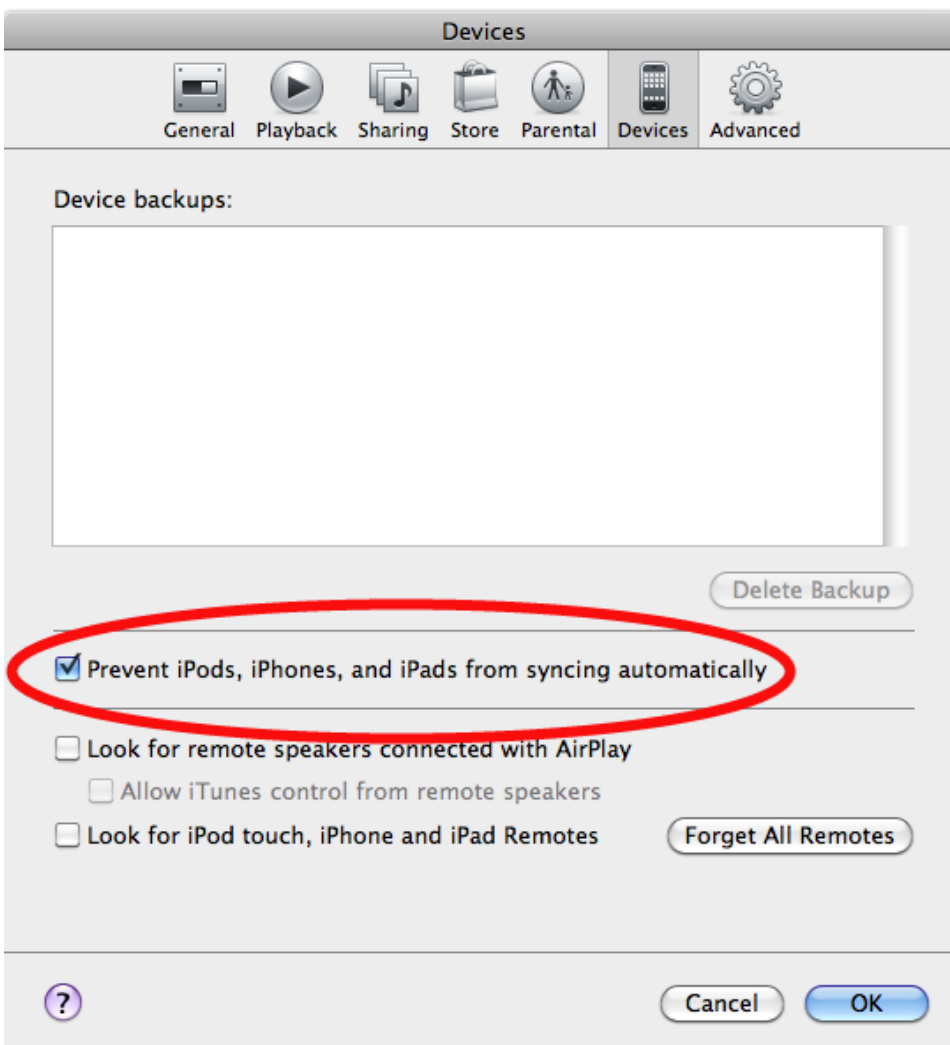 Devices
General Playback Sharing Store Parental Devices Advanced
Device backups:
Delete Backup
Prevent iPods, iPhones, and iPads from syncing automatically
Look for remote speakers connected with AirPlay
Allow iTunes control from remote speakers
Look for iPod touch, iPhone and iPad Remotes Forget All Remotes
? Cancel OK